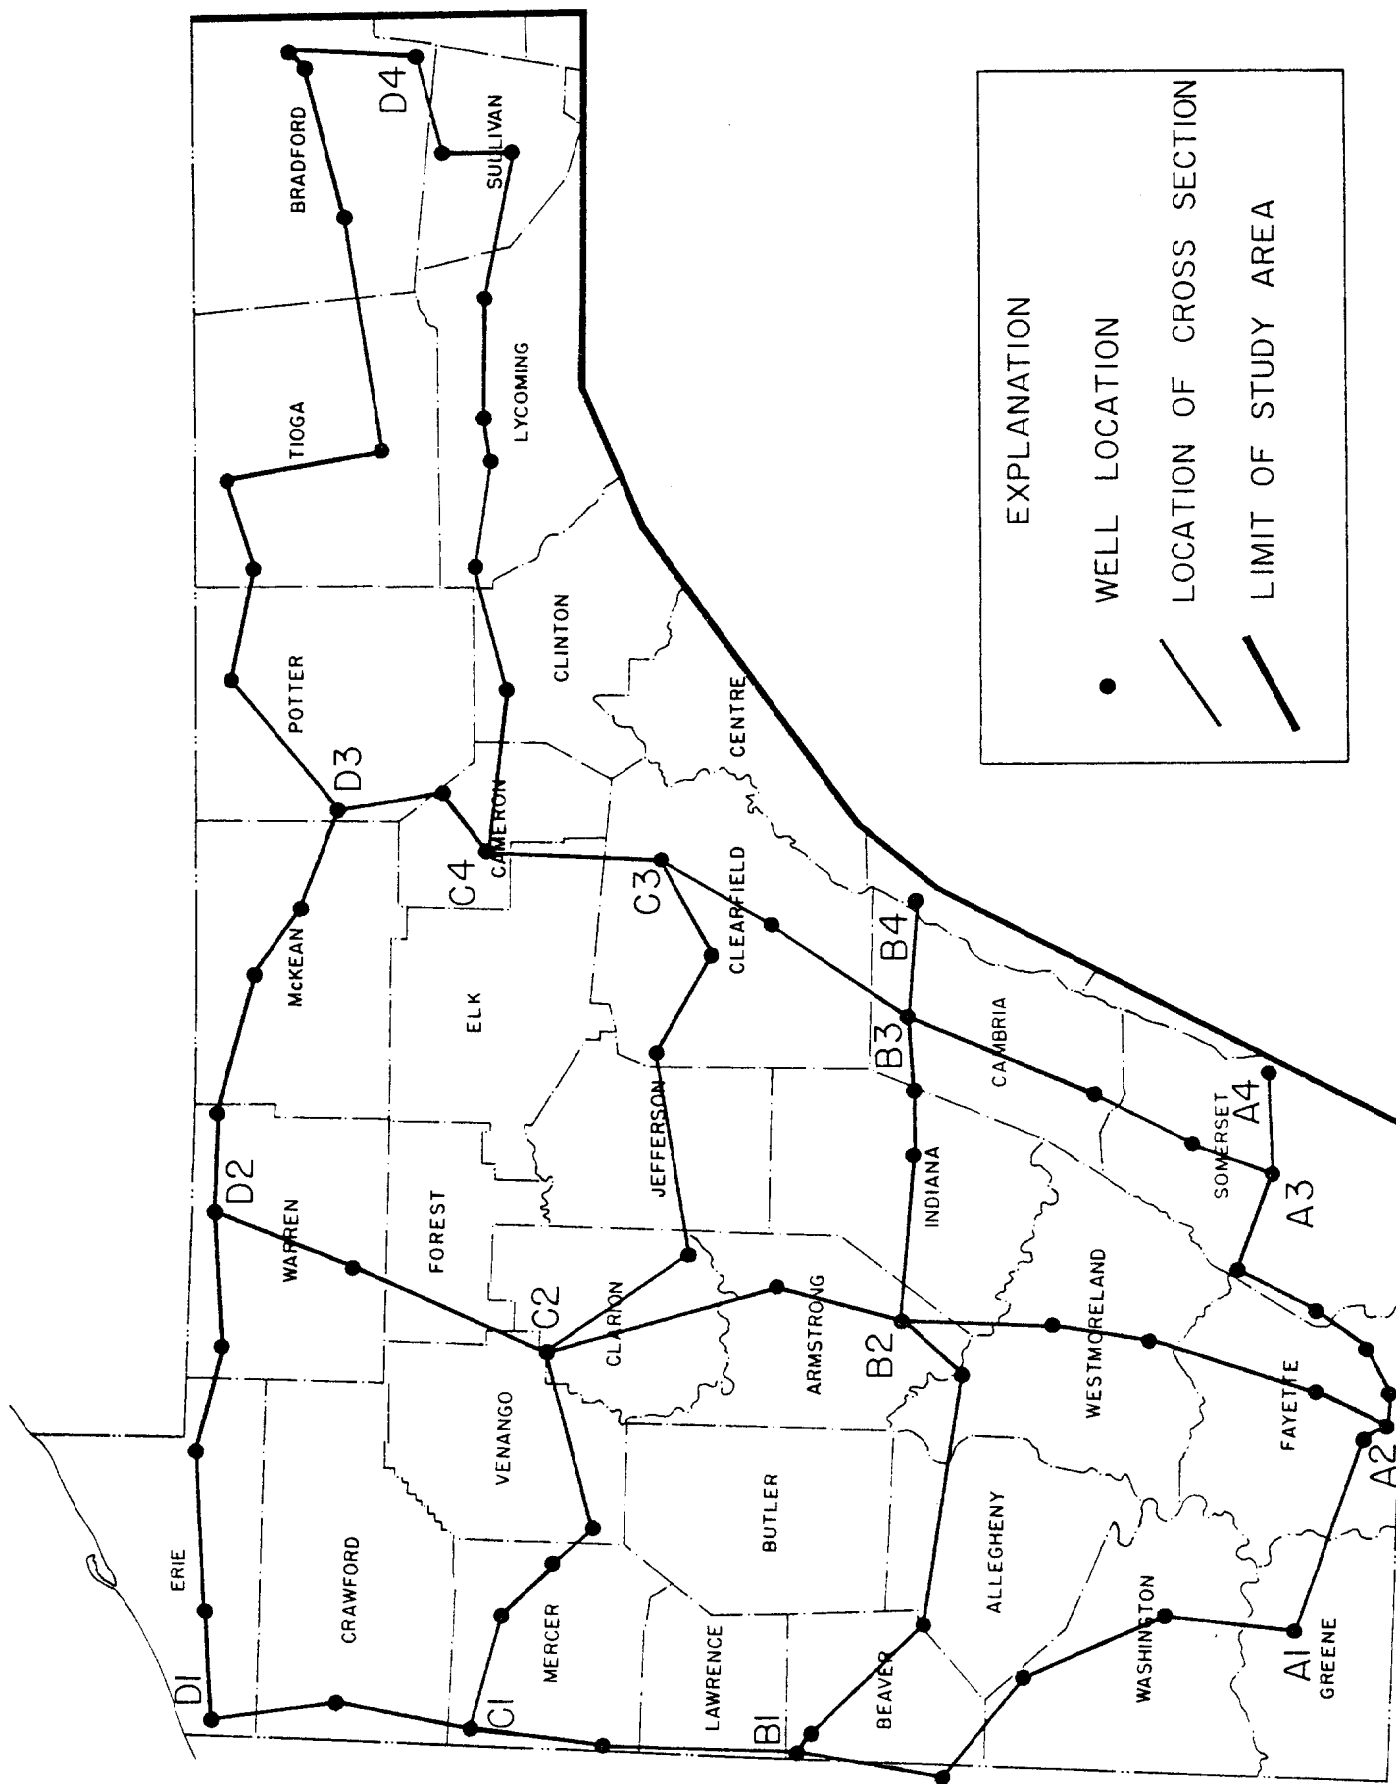 D1
ERIE
CRAWFORD
C1
MERCER
LAWRENCE
B1
BEAVER
BUTLER
ALLEGHENY
WASHINGTON
A1
GREENE
D2
WARREN
FOREST
VENANGO
C2
CLARION
ARMSTRONG
B2
INDIANA
WESTMORELAND
FAYETTE
A2
McKEAN
ELK
JEFFERSON
CLEARFIELD
C3
C4
CAMERON
B3
B4
CAMBRIA
SOMERSET
A3
A4
D3
POTTER
CLINTON
CENTRE
TIOGA
LYCOMING
BRADFORD
D4
SULLIVAN
EXPLANATION
WELL LOCATION
LOCATION OF CROSS SECTION
LIMIT OF STUDY AREA